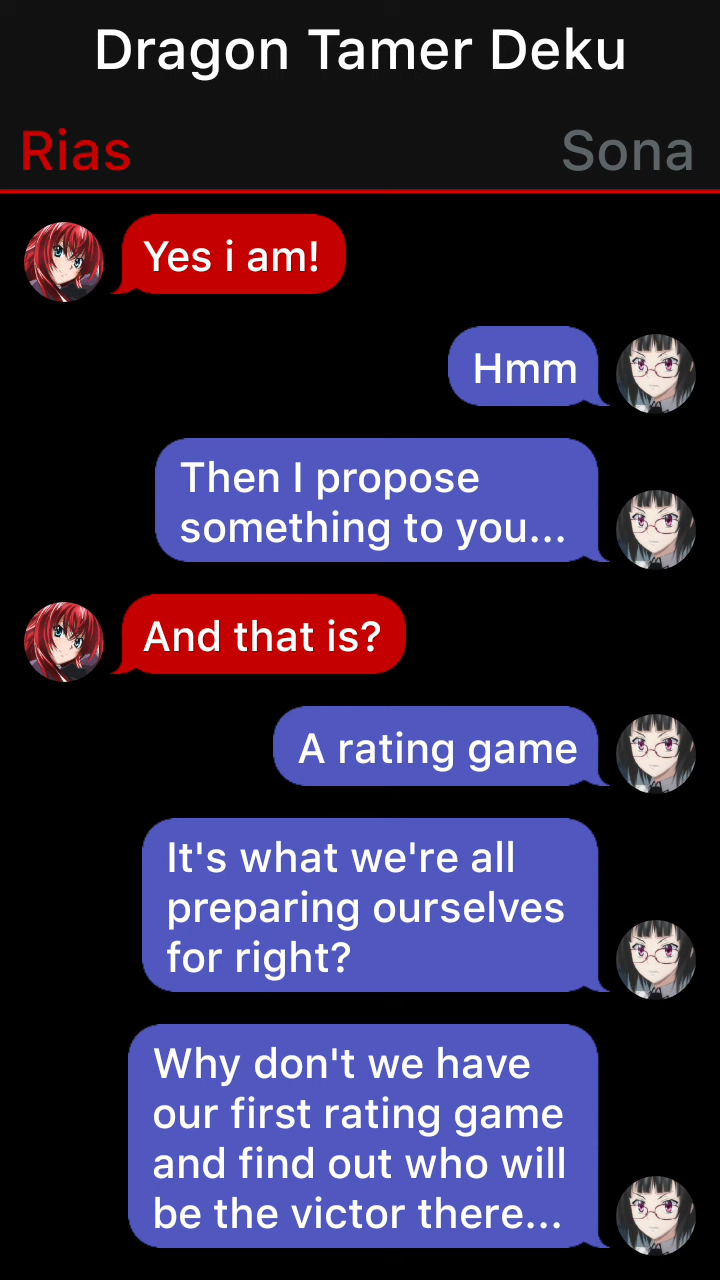 Dragon Tamer Deku
Rias
Sona
Yes i am!
Hmm
Then I propose
something to you...
And that is?
A rating game
It's what we're all
preparing ourselves
for right?
Why don't we have
our first rating game
and find out who will
be the victor there...